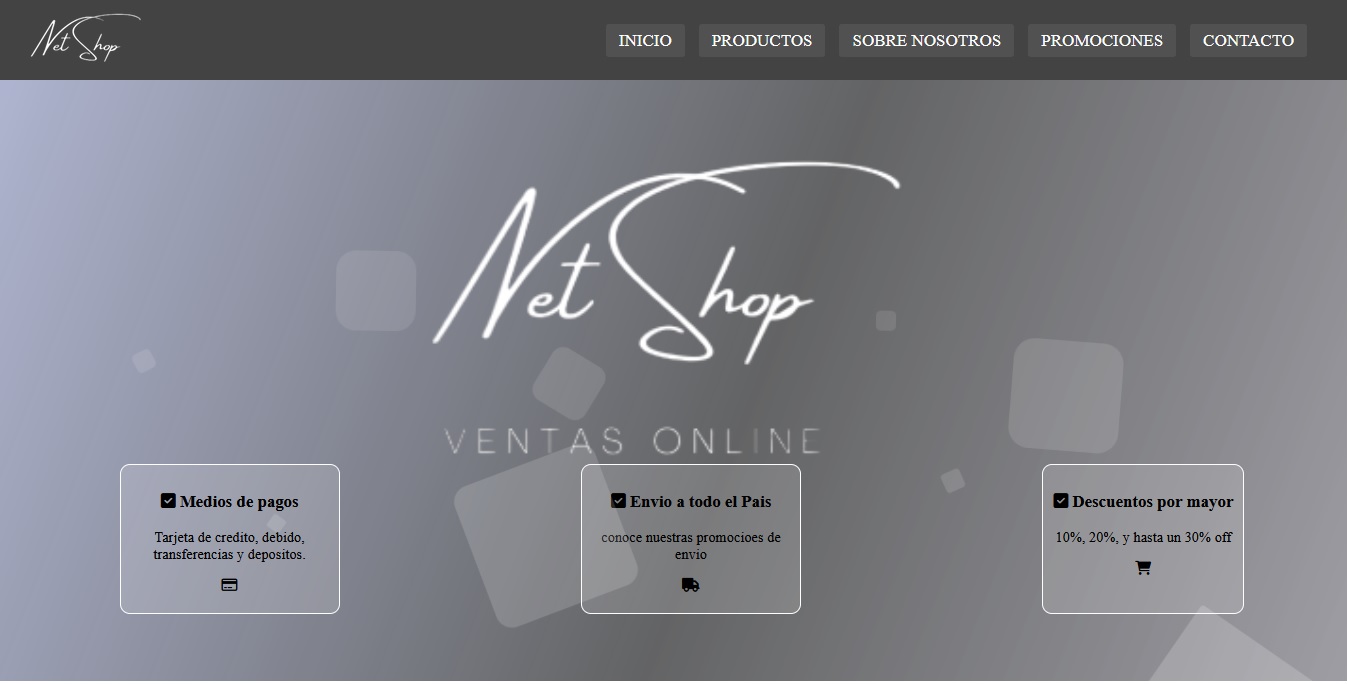 Net Shop
INICIO PRODUCTOS SOBRE NOSOTROS PROMOCIONES CONTACTO
Net Shop
VENTAS ONLINE
Medios de pagos
Tarjeta de credito, debido,
transferencias y depositos.
Envio a todo el País
conoce nuestras promocioes de
envio
Descuentos por mayor
10%, 20%, y hasta un 30% off